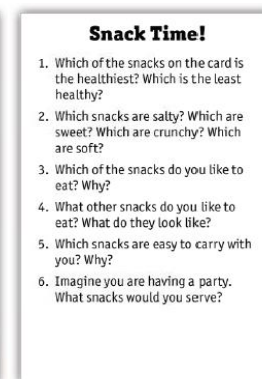 Snack Time!
1. Which of the snacks on the card is
the healthiest? Which is the least
healthy?
2. Which snacks are salty? Which are
sweet? Which are crunchy? Which
are soft?
3. Which of the snacks do you like to
eat? Why?
4. What other snacks do you like to
eat? What do they look like?
5. Which snacks are easy to carry with
you? Why?
6. Imagine you are having a party.
What snacks would you serve?